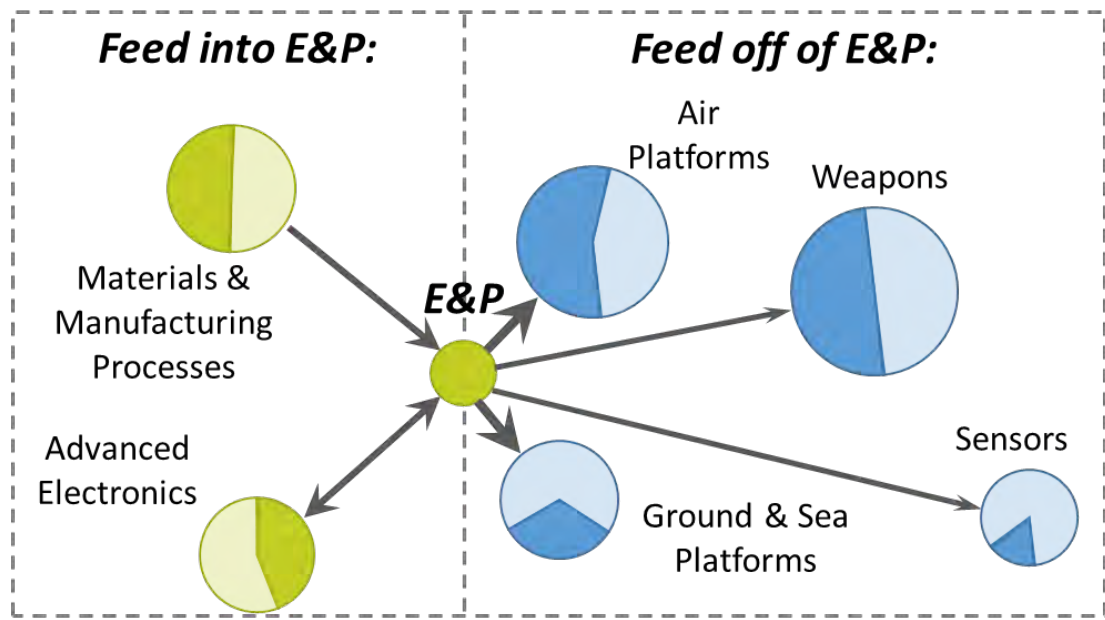 Feed into E&P:
Feed off of E&P:
Air
Platforms
Weapons
Materials &
Manufacturing
Processes
E&P
Advanced
Electronics
Sensors
Ground & Sea
Platforms